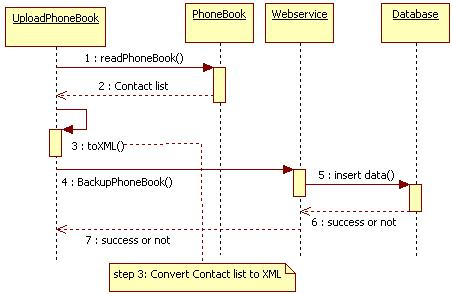 UploadPhoneBook
PhoneBook
Webservice
Database
1 : readPhoneBook()
2 : Contact list
3 : toXML()
4 : BackupPhoneBook()
5 : insert data()
6 : success or not
7 : success or not
step 3: Convert Contact list to XML